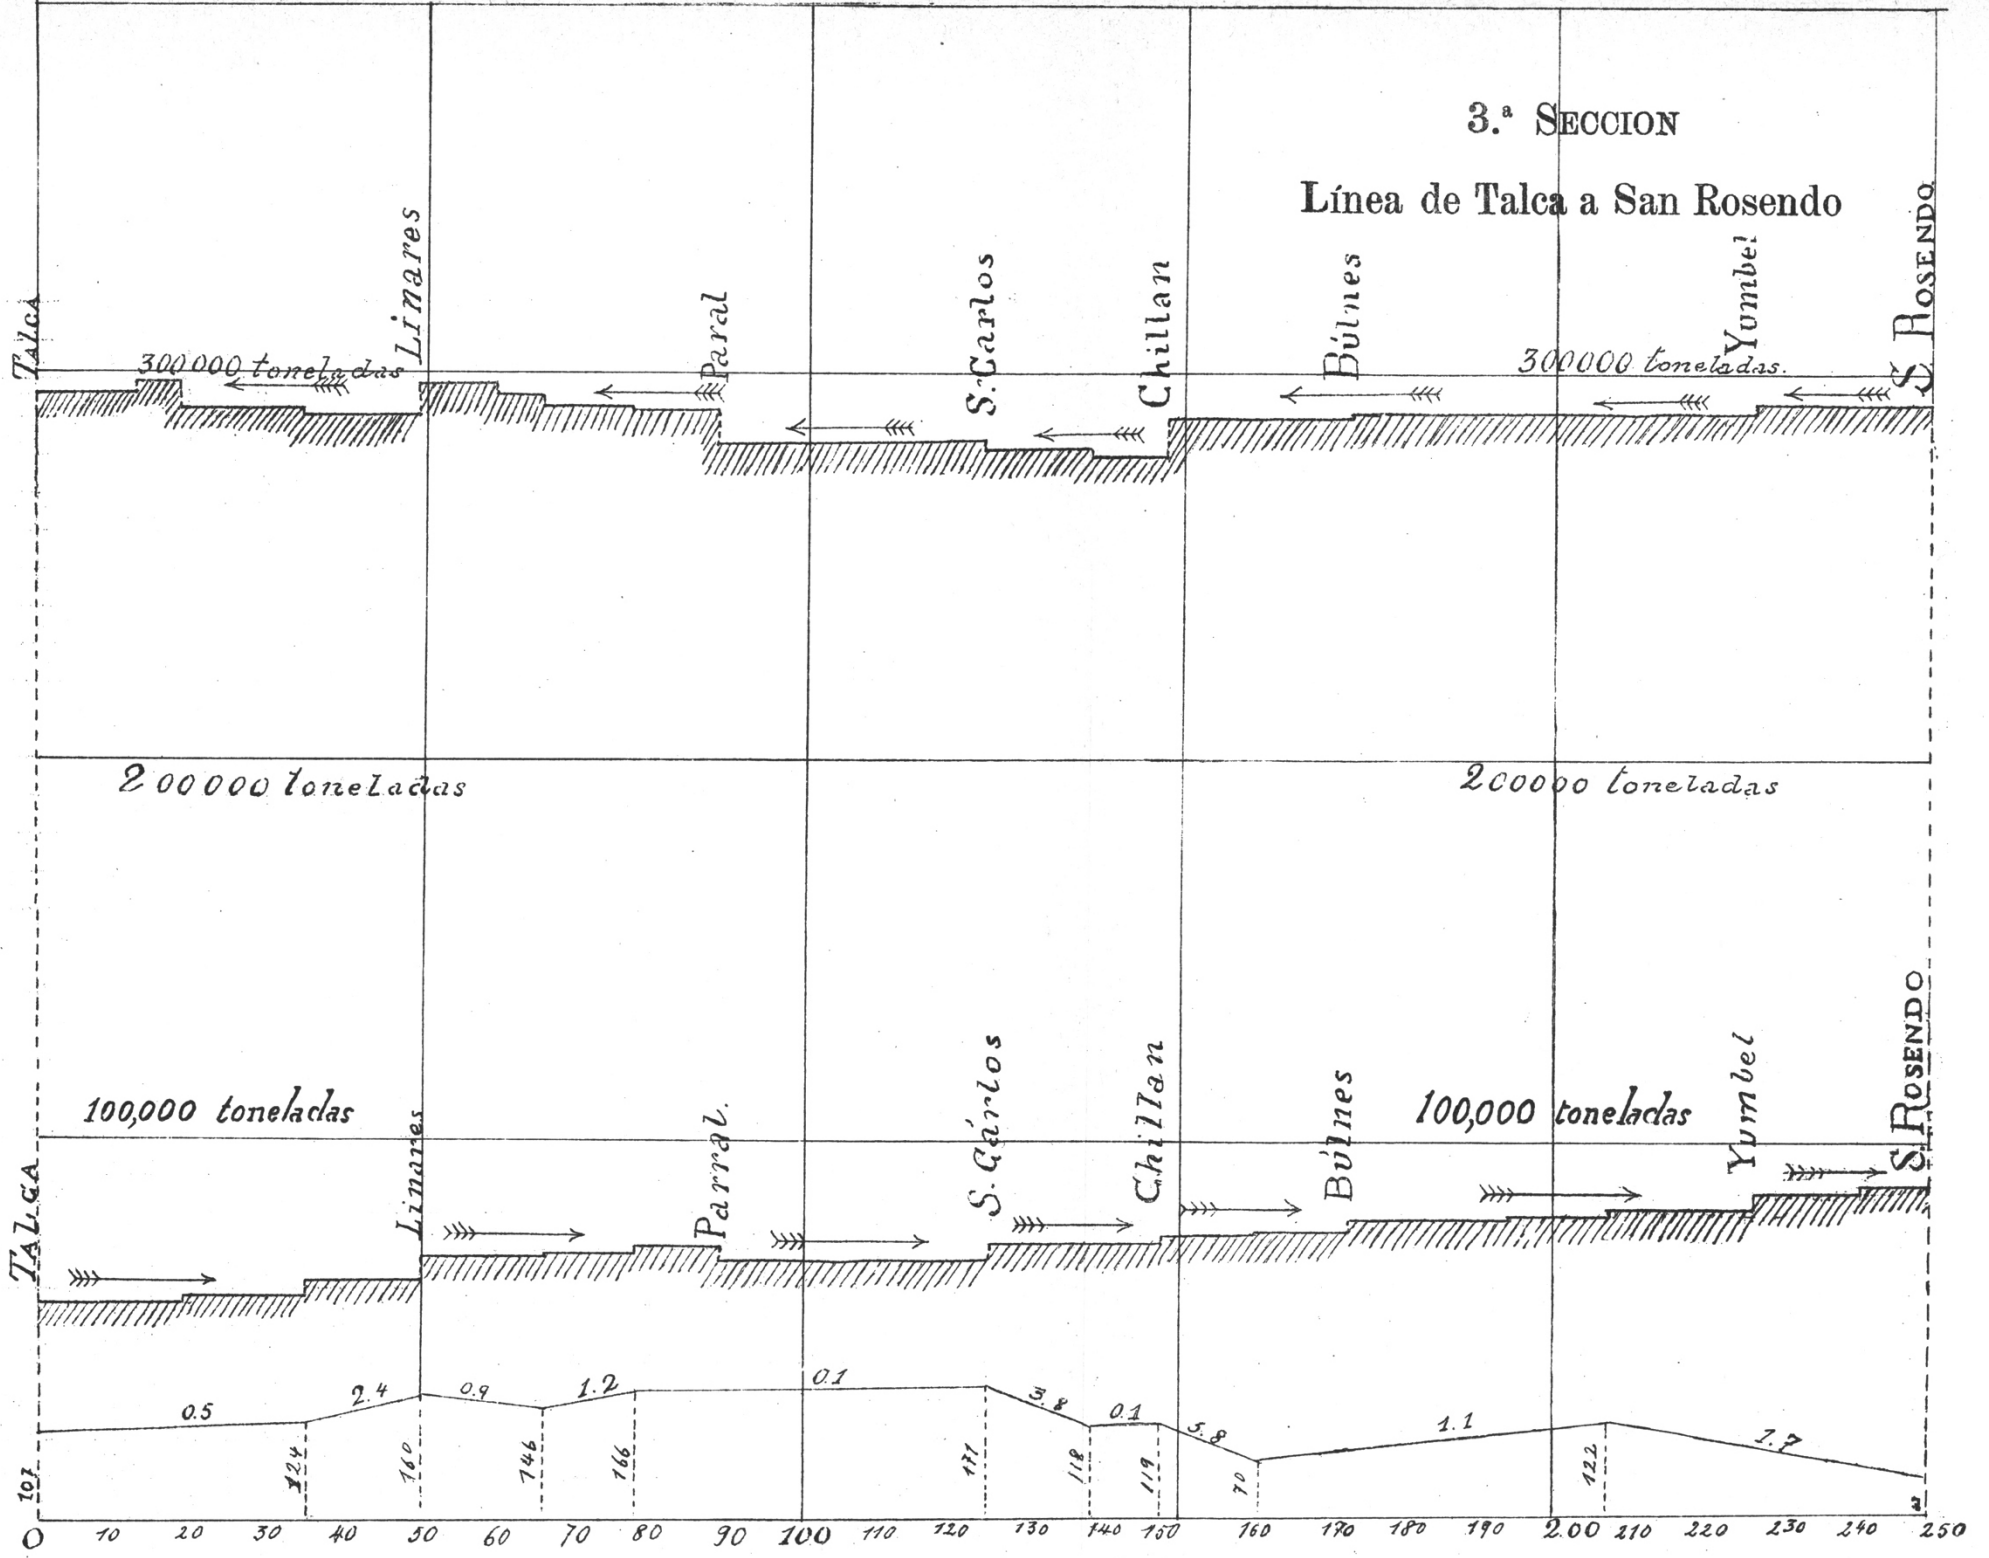 3.ª SECCION
Línea de Talca a San Rosendo
TALCA
Linares
Paral
S. Carlos
Chillan
Búlnes
Yumbel
S. ROSENDO
300000 toneladas
300000 toneladas.
200000 toneladas
200000 toneladas
100,000 toneladas
100,000 toneladas
TALCA
Linares
Parral.
S. Cárlos
Chillan
Búlnes
Yumbel
S. ROSENDO
0.5
2.4
0.9
1.2
0.1
3.8
0.1
5.8
1.1
1.7
107
124
160
146
166
171
118
119
70
122
0 10 20 30 40 50 60 70 80 90 100 110 120 130 140 150 160 170 180 190 200 210 220 230 240 250